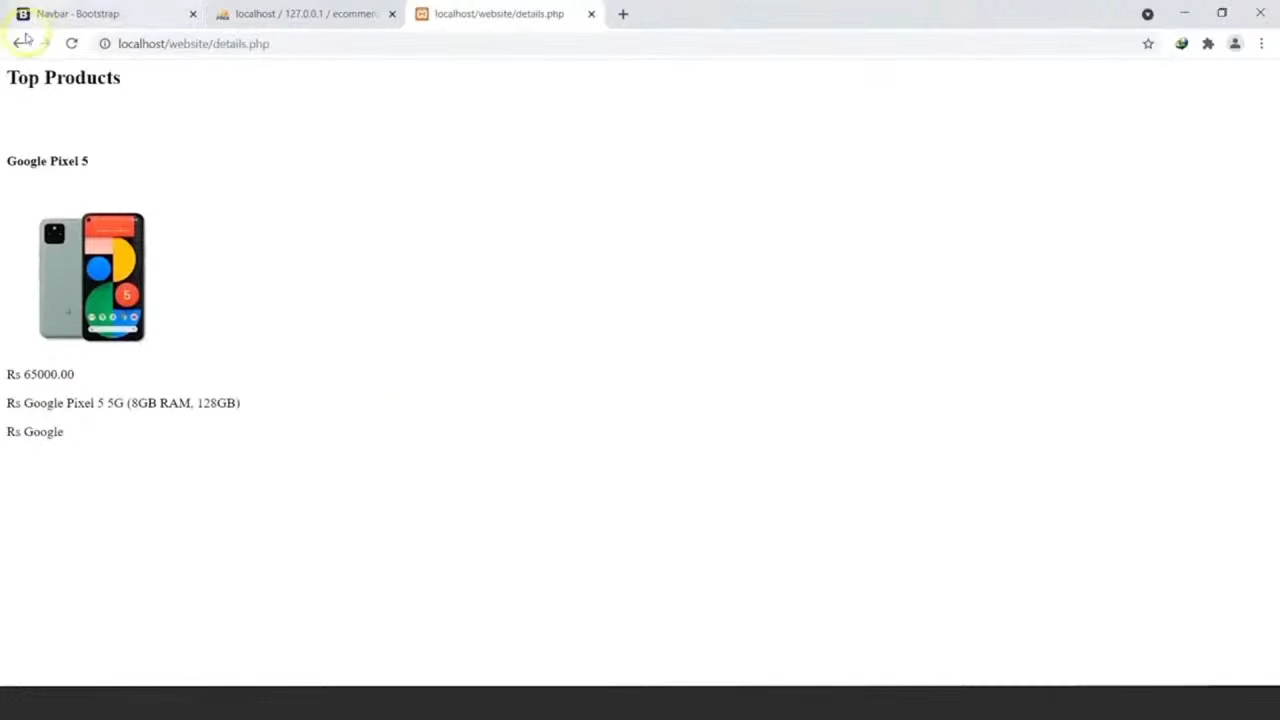 Navbar - Bootstrap
localhost / 127.0.0.1 / ecommer
localhost/website/details.php
localhost/website/details.php
Top Products
Google Pixel 5
5
Rs 65000.00
Rs Google Pixel 5 5G (8GB RAM, 128GB)
Rs Google